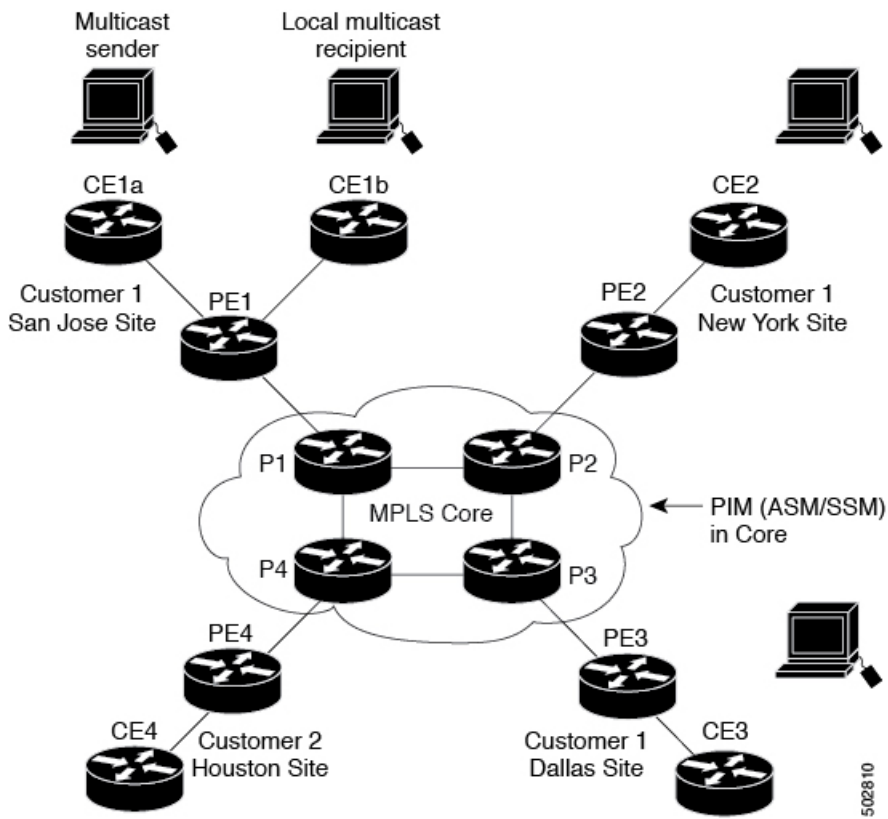 Multicast
sender
Local multicast
recipient
CE1a
CE1b
CE2
Customer 1
San Jose Site
PE1
PE2
Customer 1
New York Site
P1
P2
MPLS Core
PIM (ASM/SSM)
in Core
P4
P3
PE4
PE3
CE4
Customer 2
Houston Site
Customer 1
Dallas Site
CE3
502810